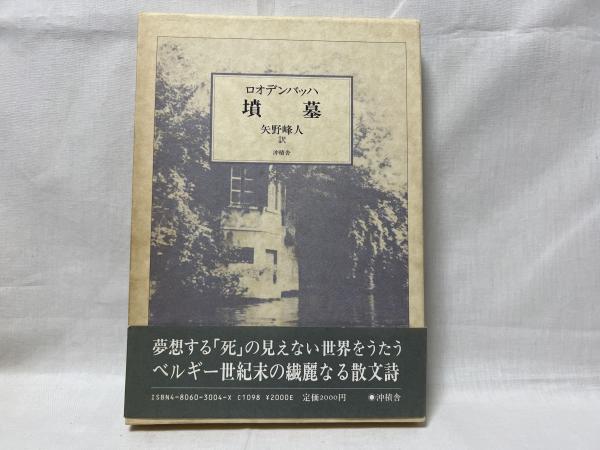 ロオデンバッハ
墳 墓
矢野峰人
訳
沖積舎
夢想する「死」の見えない世界をうたう
ベルギー世紀末の繊麗なる散文詩
ISBN4-8060-3004-X C1098 ¥2000E 定価2000円 ◉沖積舎